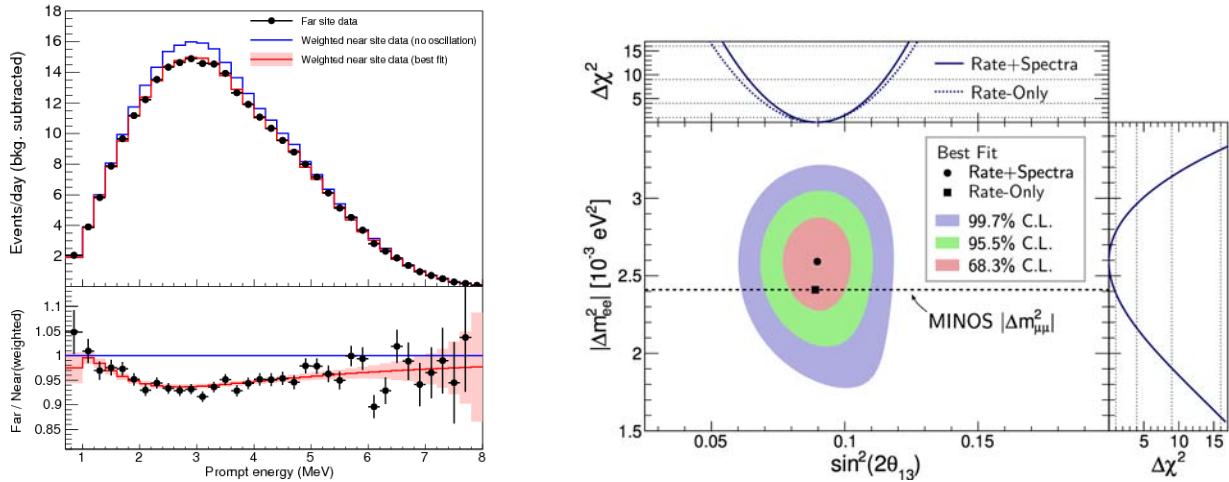 Far site data
Weighted near site data (no oscillation)
Weighted near site data (best fit)
Events/day (bkg. subtracted)
18
16
14
12
10
8
6
4
2
Far / Near(weighted)
1.1
1.05
1
0.95
0.9
0.85
1 2 3 4 5 6 7 8
Prompt energy (MeV)
Δχ²
15
10
5
Rate+Spectra
Rate-Only
|Δm²ee| [10⁻³ eV²]
3
2.5
2
1.5
Best Fit
Rate+Spectra
Rate-Only
99.7% C.L.
95.5% C.L.
68.3% C.L.
MINOS |Δm²μμ|
0.05 0.1 0.15
sin²(2θ₁₃)
5 10 15
Δχ²